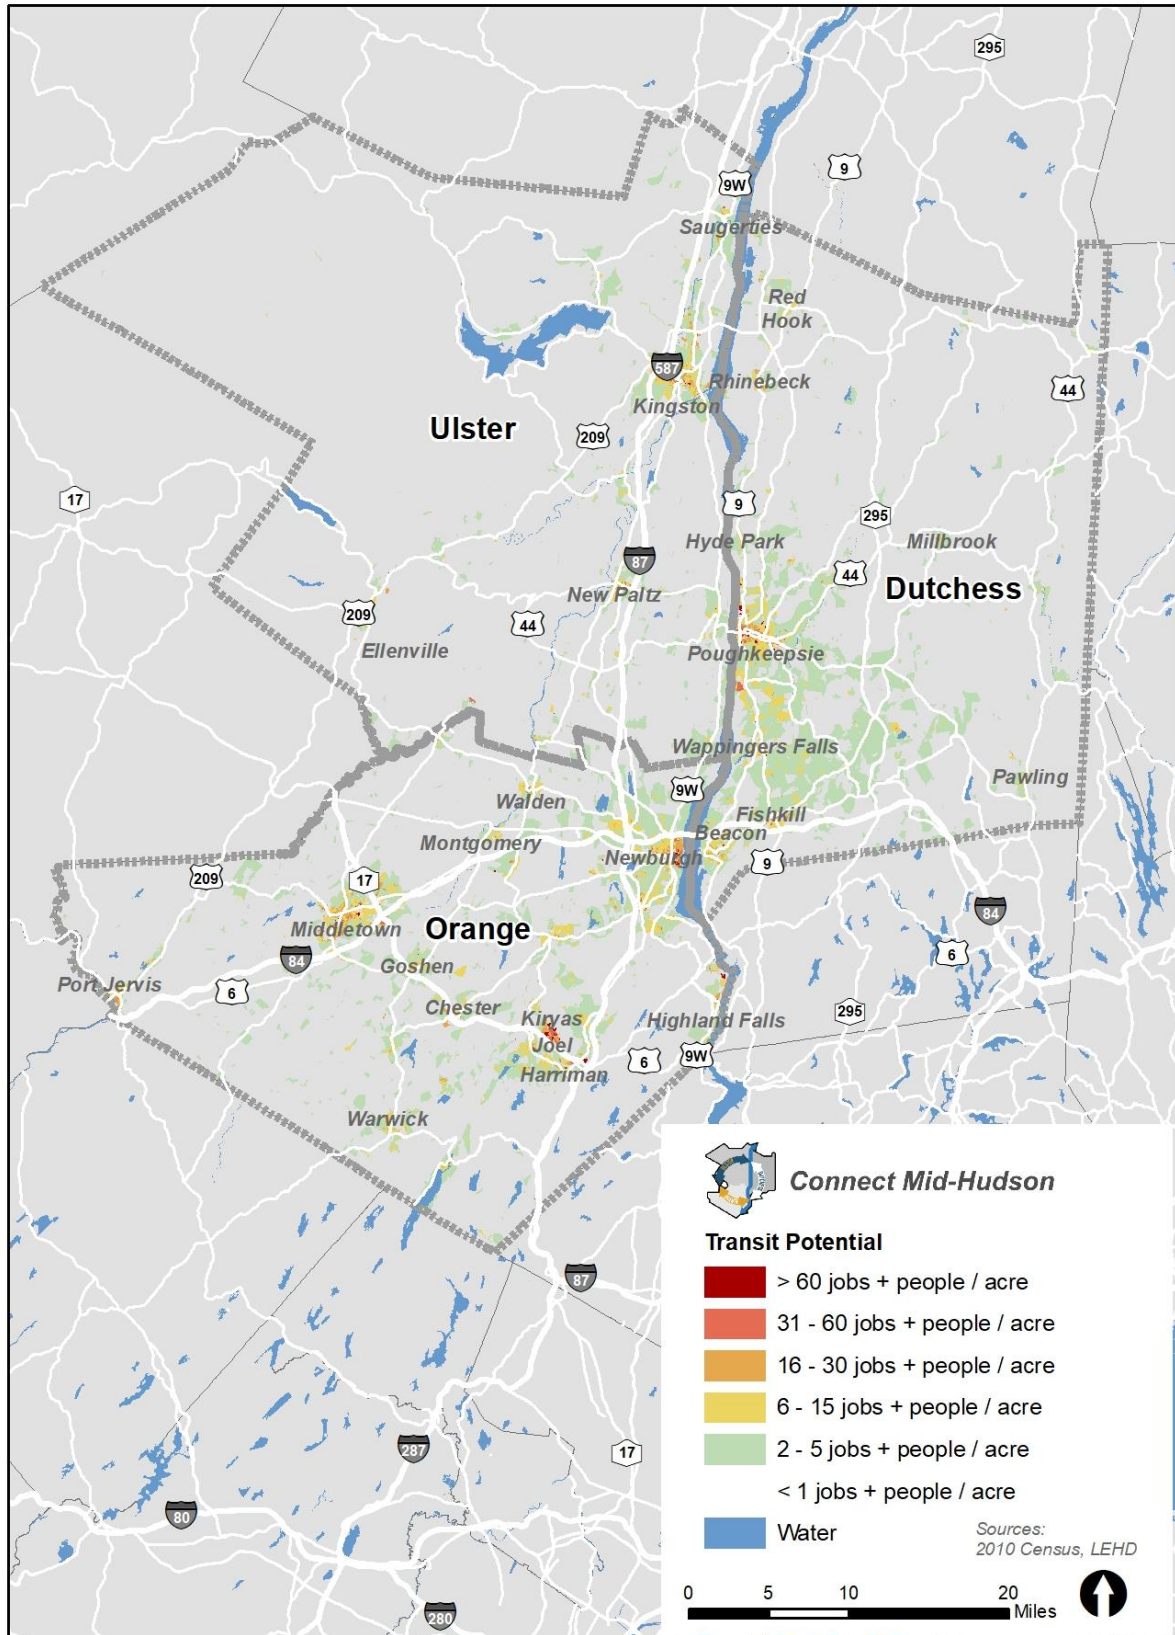 295
9
9W
Saugerties
Red
Hook
587
Rhinebeck
44
Kingston
Ulster
209
17
9
295
Hyde Park
Millbrook
87
44
New Paltz
Dutchess
209
44
Ellenville
Poughkeepsie
Wappingers Falls
Pawling
9W
Walden
Fishkill
Beacon
Montgomery
Newburgh
9
209
17
84
Middletown
Orange
84
Goshen
6
Port Jervis
6
Chester
Kiryas
Joel
Highland Falls
295
Harriman
6
9W
Warwick
87
287
17
80
280
Connect Mid-Hudson
Transit Potential
> 60 jobs + people / acre
31 - 60 jobs + people / acre
16 - 30 jobs + people / acre
6 - 15 jobs + people / acre
2 - 5 jobs + people / acre
< 1 jobs + people / acre
Water
Sources:
2010 Census, LEHD
0 5 10 20
Miles